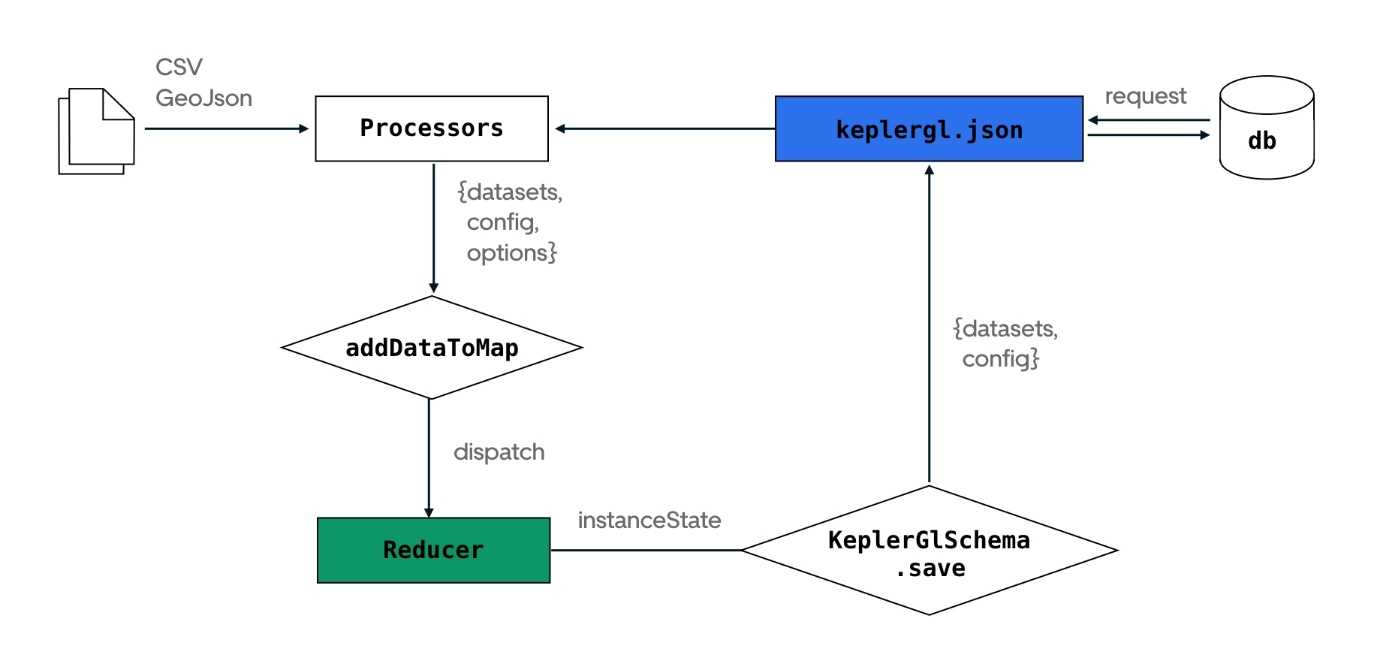 CSV
GeoJson
Processors
keplergl.json
request
db
{datasets,
config,
options}
addDataToMap
{datasets,
config}
dispatch
instanceState
Reducer
KeplerGlSchema
.save